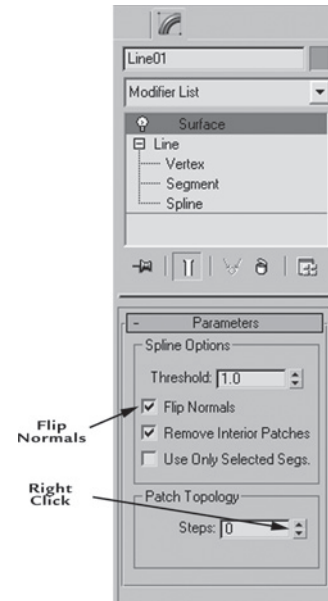 Line01
Modifier List
Surface
Line
Vertex
Segment
Spline
- Parameters
Spline Options
Threshold: 1.0
Flip Normals
Flip
Normals
Remove Interior Patches
Use Only Selected Segs.
Right
Click
Patch Topology
Steps: 0